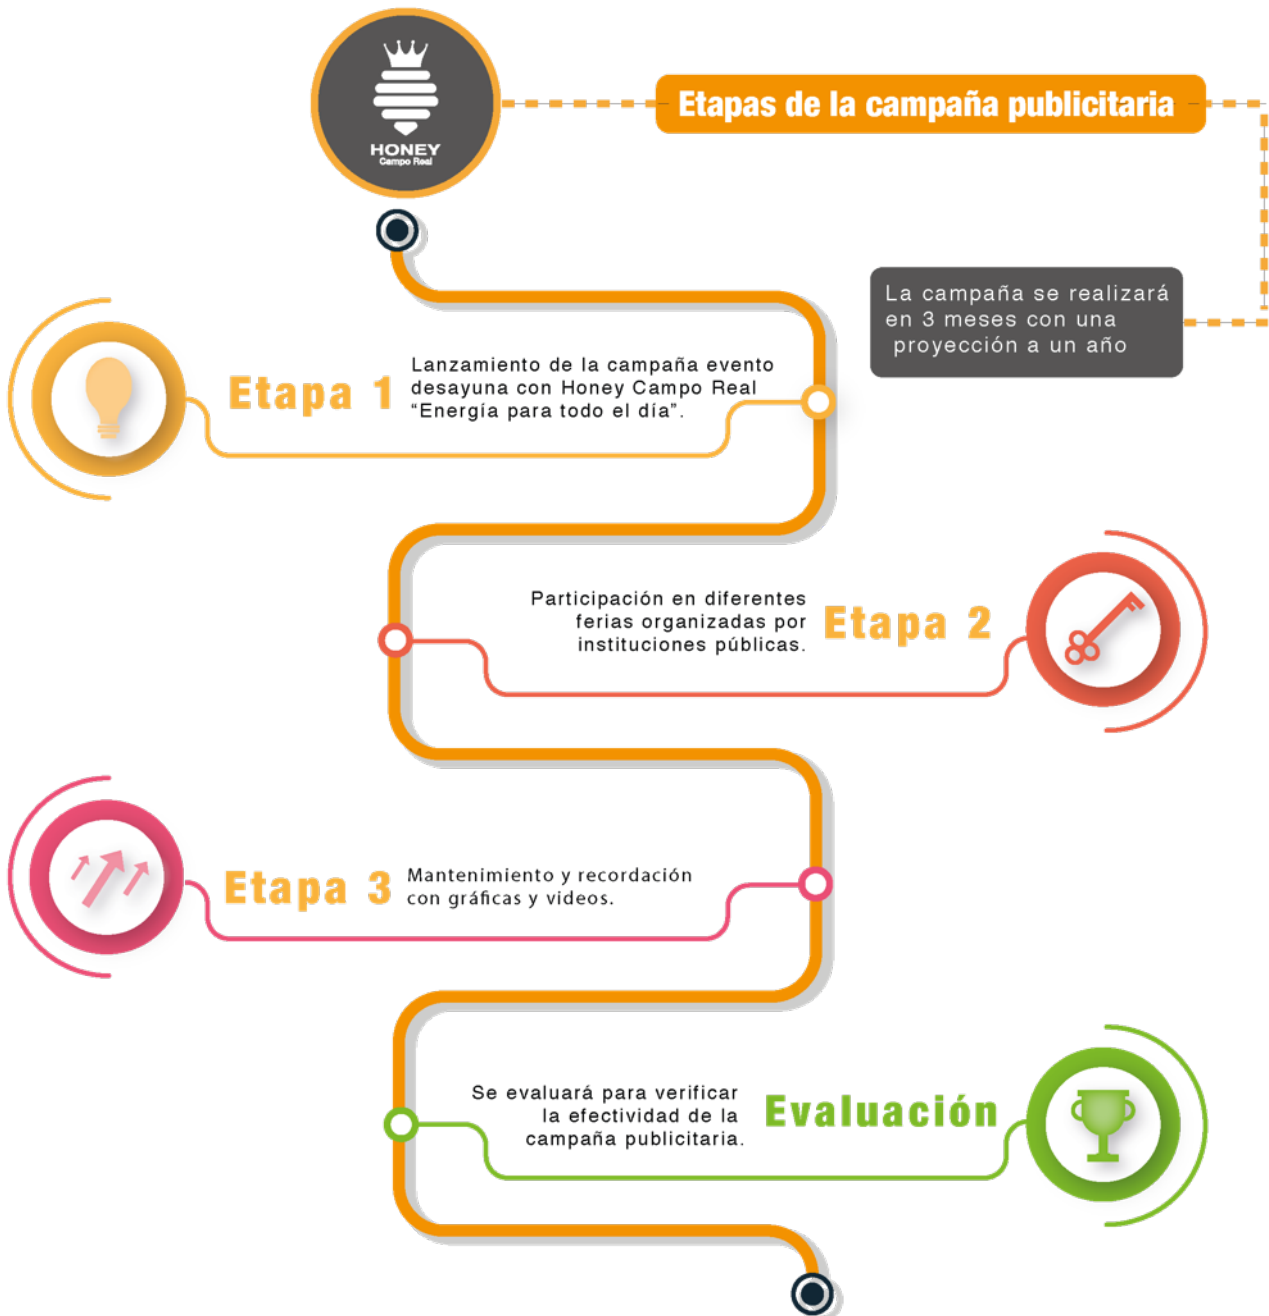 HONEY
Campo Real
Etapas de la campaña publicitaria
La campaña se realizará
en 3 meses con una
proyección a un año
Etapa 1
Lanzamiento de la campaña evento
desayuna con Honey Campo Real
“Energía para todo el día”.
Participación en diferentes
ferias organizadas por
instituciones públicas.
Etapa 2
Etapa 3
Mantenimiento y recordación
con gráficas y videos.
Se evaluará para verificar
la efectividad de la
campaña publicitaria.
Evaluación